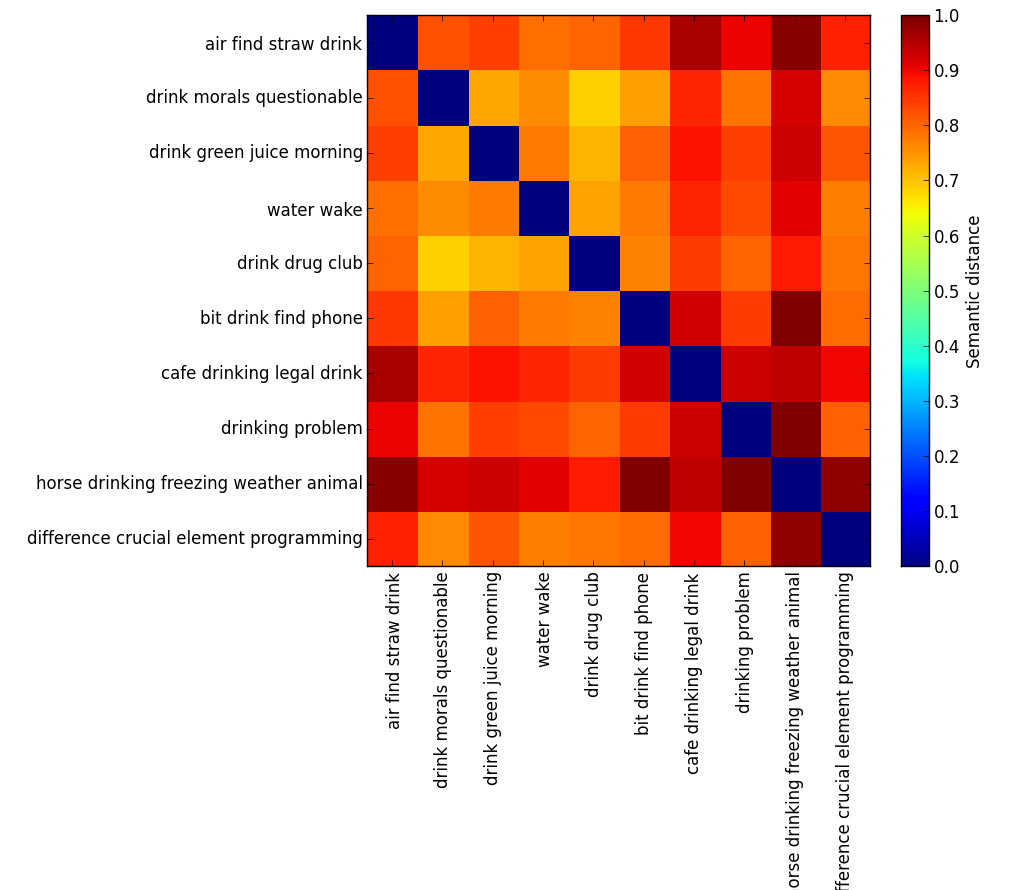 air find straw drink
drink morals questionable
drink green juice morning
water wake
drink drug club
bit drink find phone
cafe drinking legal drink
drinking problem
horse drinking freezing weather animal
difference crucial element programming
air find straw drink
drink morals questionable
drink green juice morning
water wake
drink drug club
bit drink find phone
cafe drinking legal drink
drinking problem
orse drinking freezing weather animal
fference crucial element programming
1.0
0.9
0.8
0.7
0.6
0.5
0.4
0.3
0.2
0.1
0.0
Semantic distance